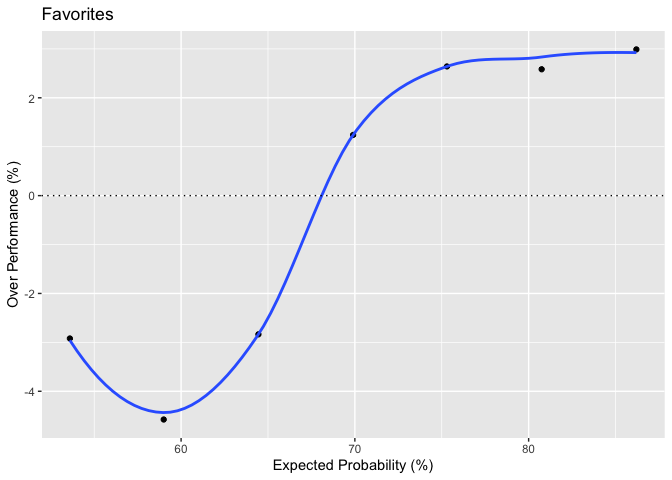 Favorites
Over Performance (%)
2
0
-2
-4
60 70 80
Expected Probability (%)